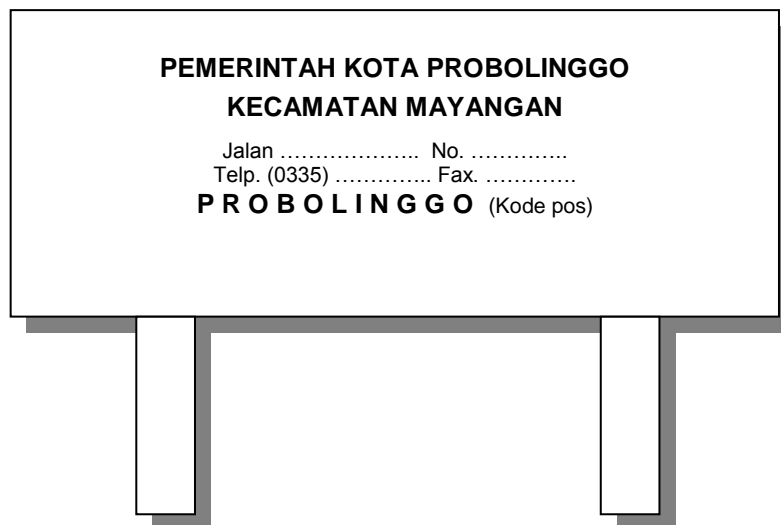 PEMERINTAH KOTA PROBOLINGGO
KECAMATAN MAYANGAN
Jalan ……………….. No. …………..
Telp. (0335) ………….. Fax. ………….
P R O B O L I N G G O (Kode pos)